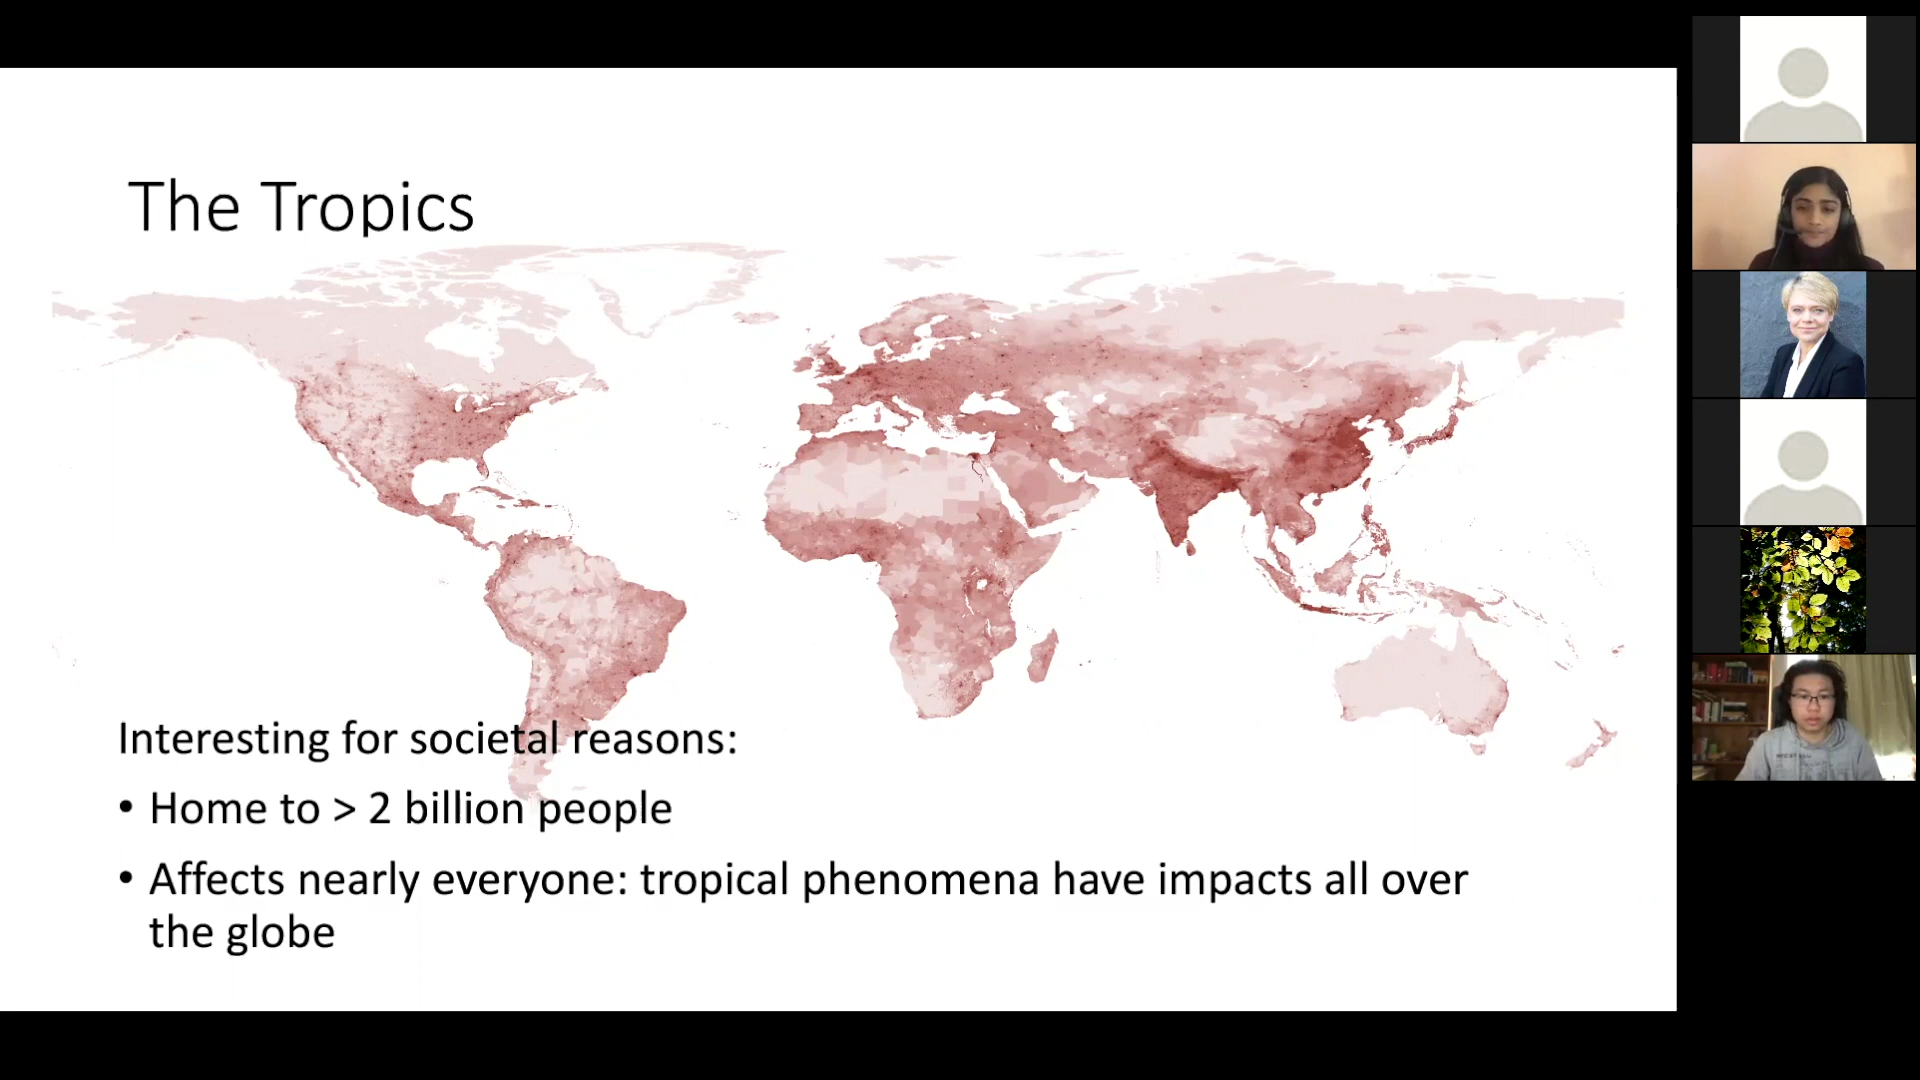 The Tropics
Interesting for societal reasons:
• Home to > 2 billion people
• Affects nearly everyone: tropical phenomena have impacts all over
the globe